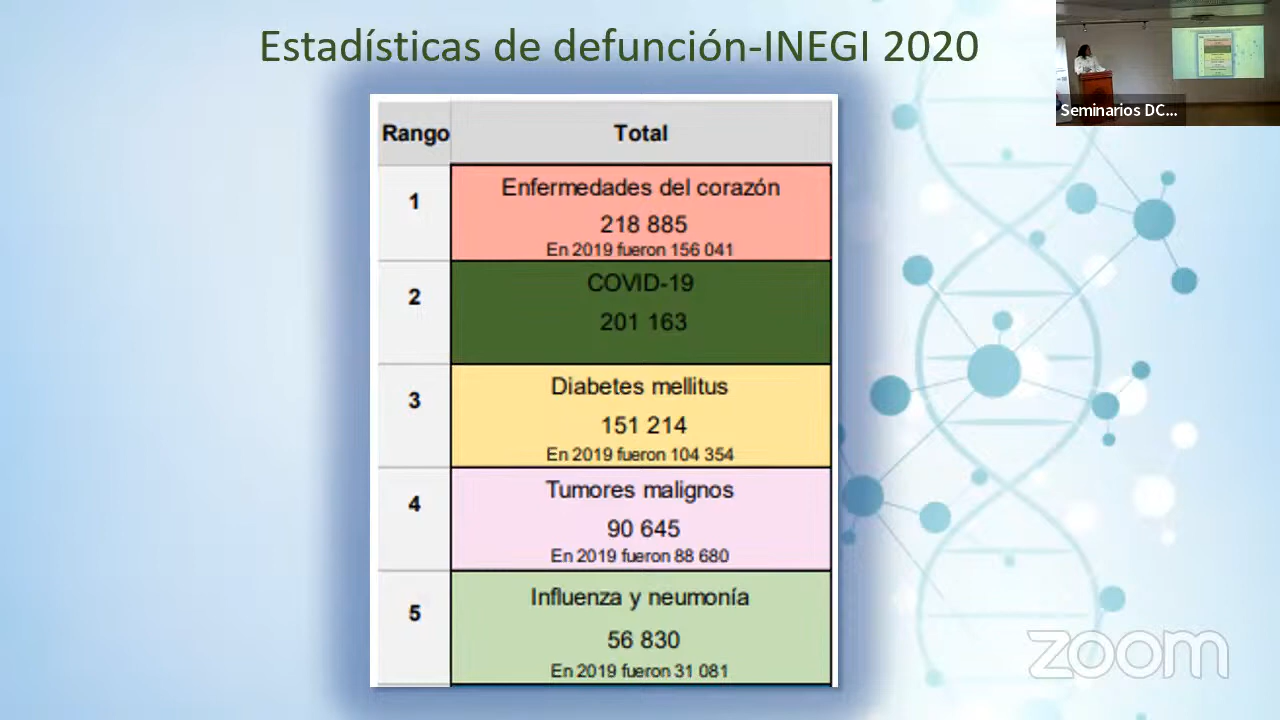 Estadísticas de defunción-INEGI 2020
Seminarios DC...
Rango
Total
1
Enfermedades del corazón
218 885
En 2019 fueron 156 041
2
COVID-19
201 163
3
Diabetes mellitus
151 214
En 2019 fueron 104 354
4
Tumores malignos
90 645
En 2019 fueron 88 680
5
Influenza y neumonía
56 830
En 2019 fueron 31 081
zoom